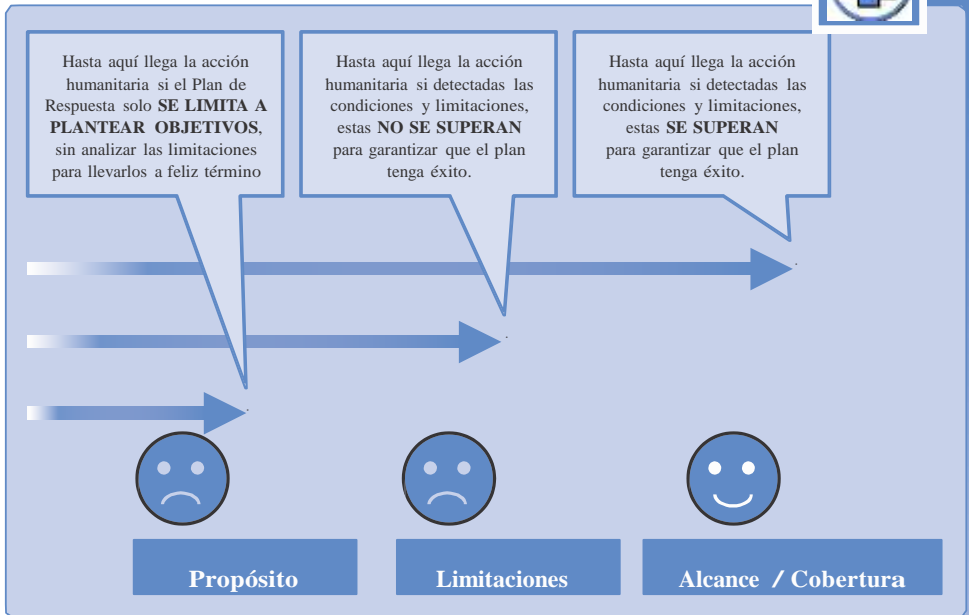 Hasta aquí llega la acción
humanitaria si el Plan de
Respuesta solo SE LIMITA A
PLANTEAR OBJETIVOS,
sin analizar las limitaciones
para llevarlos a feliz término
Hasta aquí llega la acción
humanitaria si detectadas las
condiciones y limitaciones,
estas NO SE SUPERAN
para garantizar que el plan
tenga éxito.
Hasta aquí llega la acción
humanitaria si detectadas las
condiciones y limitaciones,
estas SE SUPERAN
para garantizar que el plan
tenga éxito.
Propósito
Limitaciones
Alcance / Cobertura